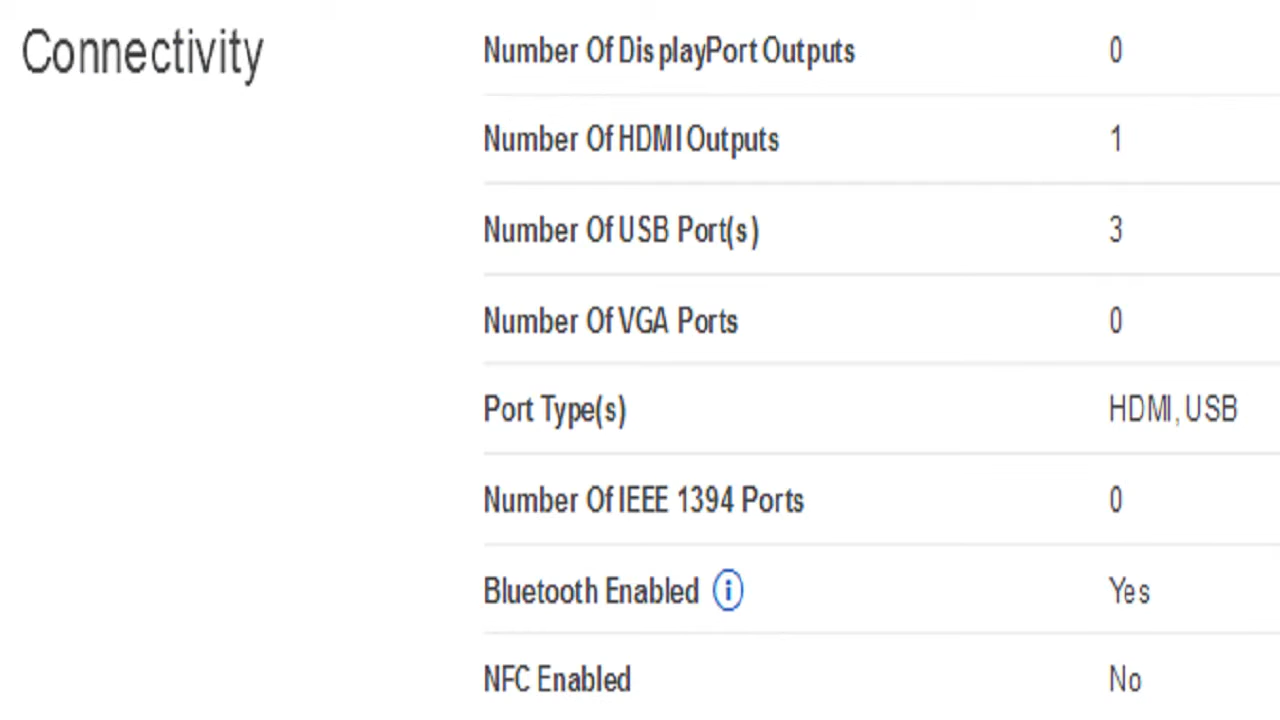 Connectivity
Number Of DisplayPort Outputs 0
Number Of HDMI Outputs 1
Number Of USB Port(s) 3
Number Of VGA Ports 0
Port Type(s) HDMI, USB
Number Of IEEE 1394 Ports 0
Bluetooth Enabled i Yes
NFC Enabled No